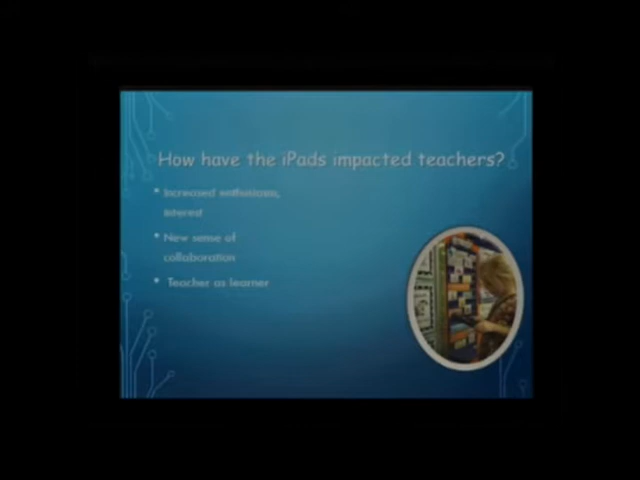 How have the iPads impacted teachers?
• Increased enthusiasm,
interest
• New sense of
collaboration
• Teacher as learner